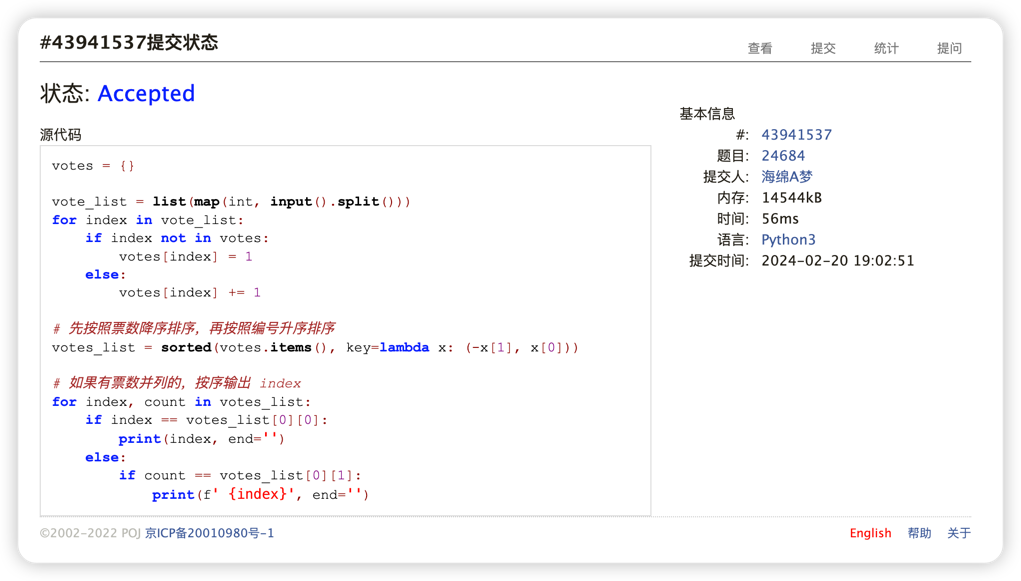 #43941537提交状态
查看 提交 统计 提问
状态: Accepted
源代码
votes = {}

vote_list = list(map(int, input().split()))
for index in vote_list:
    if index not in votes:
        votes[index] = 1
    else:
        votes[index] += 1

# 先按照票数降序排序，再按照编号升序排序
votes_list = sorted(votes.items(), key=lambda x: (-x[1], x[0]))

# 如果有票数并列的，按序输出 index
for index, count in votes_list:
    if index == votes_list[0][0]:
        print(index, end='')
    else:
        if count == votes_list[0][1]:
            print(f' {index}', end='')
基本信息
#: 43941537
题目: 24684
提交人: 海绵A梦
内存: 14544kB
时间: 56ms
语言: Python3
提交时间: 2024-02-20 19:02:51
©2002-2022 POJ 京ICP备20010980号-1
English 帮助 关于